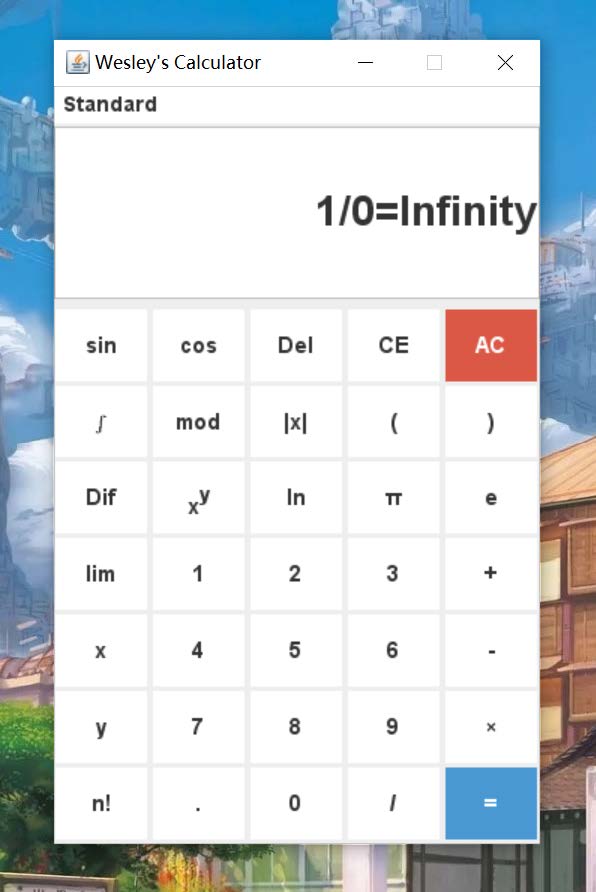 Wesley's Calculator
Standard
1/0=Infinity
sin cos Del CE AC
∫ mod |x| ( )
Dif xʸ ln π e
lim 1 2 3 +
x 4 5 6 -
y 7 8 9 ×
n! . 0 / =